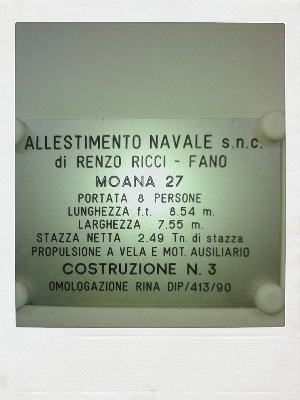 ALLESTIMENTO NAVALE s.n.c.
di RENZO RICCI - FANO
MOANA 27
PORTATA 8 PERSONE
LUNGHEZZA f.t. 8.54 m.
LARGHEZZA 7.55 m.
STAZZA NETTA 2.49 Tn. di stazza
PROPULSIONE A VELA E MOT. AUSILIARIO
COSTRUZIONE N. 3
OMOLOGAZIONE RINA DIP/413/90